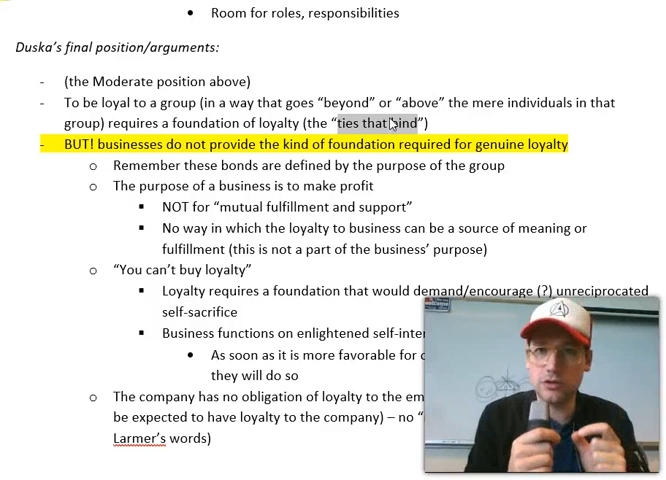 • Room for roles, responsibilities
Duska's final position/arguments:
- (the Moderate position above)
- To be loyal to a group (in a way that goes “beyond” or “above” the mere individuals in that
group) requires a foundation of loyalty (the “ties that bind”)
- BUT! businesses do not provide the kind of foundation required for genuine loyalty
o Remember these bonds are defined by the purpose of the group
o The purpose of a business is to make profit
▪ NOT for “mutual fulfillment and support”
▪ No way in which the loyalty to business can be a source of meaning or
fulfillment (this is not a part of the business’ purpose)
o “You can’t buy loyalty”
▪ Loyalty requires a foundation that would demand/encourage (?) unreciprocated
self-sacrifice
▪ Business functions on enlightened
• As soon as it is more favorable for
they will do so
o The company has no obligation of loyalty to the
be expected to have loyalty to the company) – no “
Larmer’s words)
A